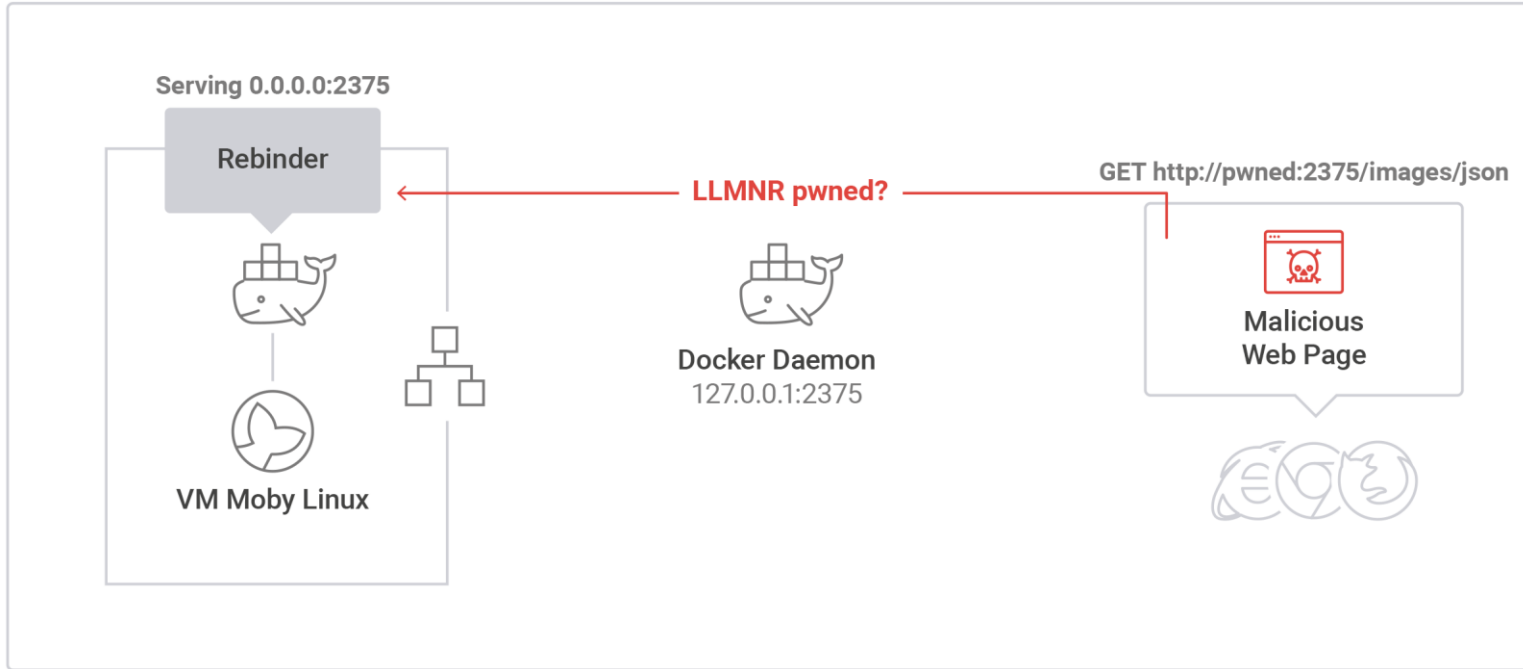 Serving 0.0.0.0:2375
Rebinder
LLMNR pwned?
GET http://pwned:2375/images/json
Docker Daemon
127.0.0.1:2375
Malicious
Web Page
VM Moby Linux